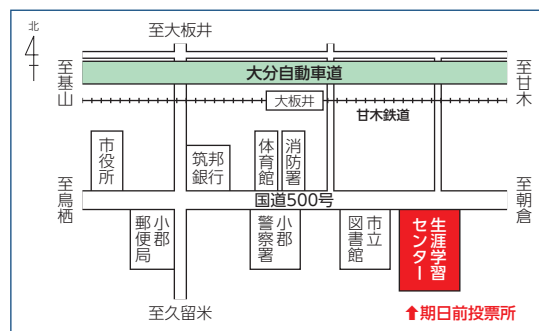 北
至大板井
至基山
大分自動車道
至甘木
大板井
甘木鉄道
市役所
筑邦
銀行
体育館
消防署
至鳥栖
国道500号
至朝倉
小郡
郵便局
小郡
警察署
市立
図書館
生涯学習
センター
至久留米
⬆期日前投票所